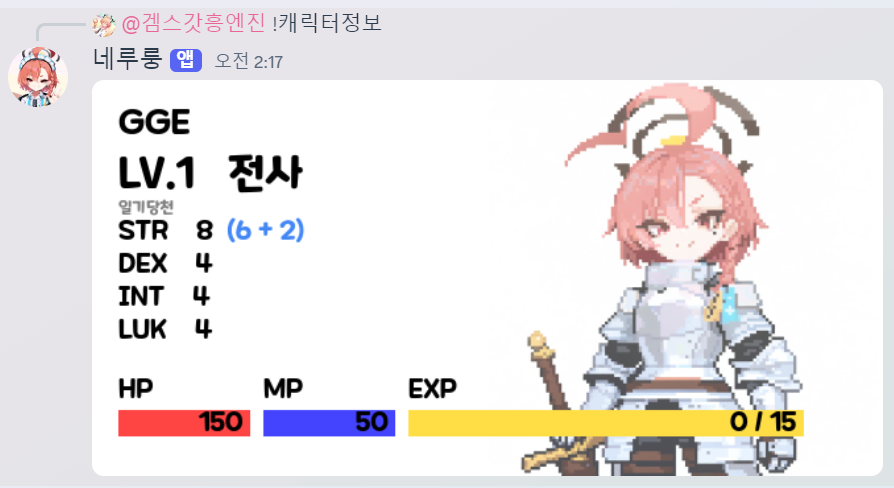 @겜스갓흥엔진 !캐릭터정보
네루룽 앱 오전 2:17
GGE
LV.1 전사
일기당천
STR 8 (6 + 2)
DEX 4
INT 4
LUK 4
HP MP EXP
150 50 0 / 15